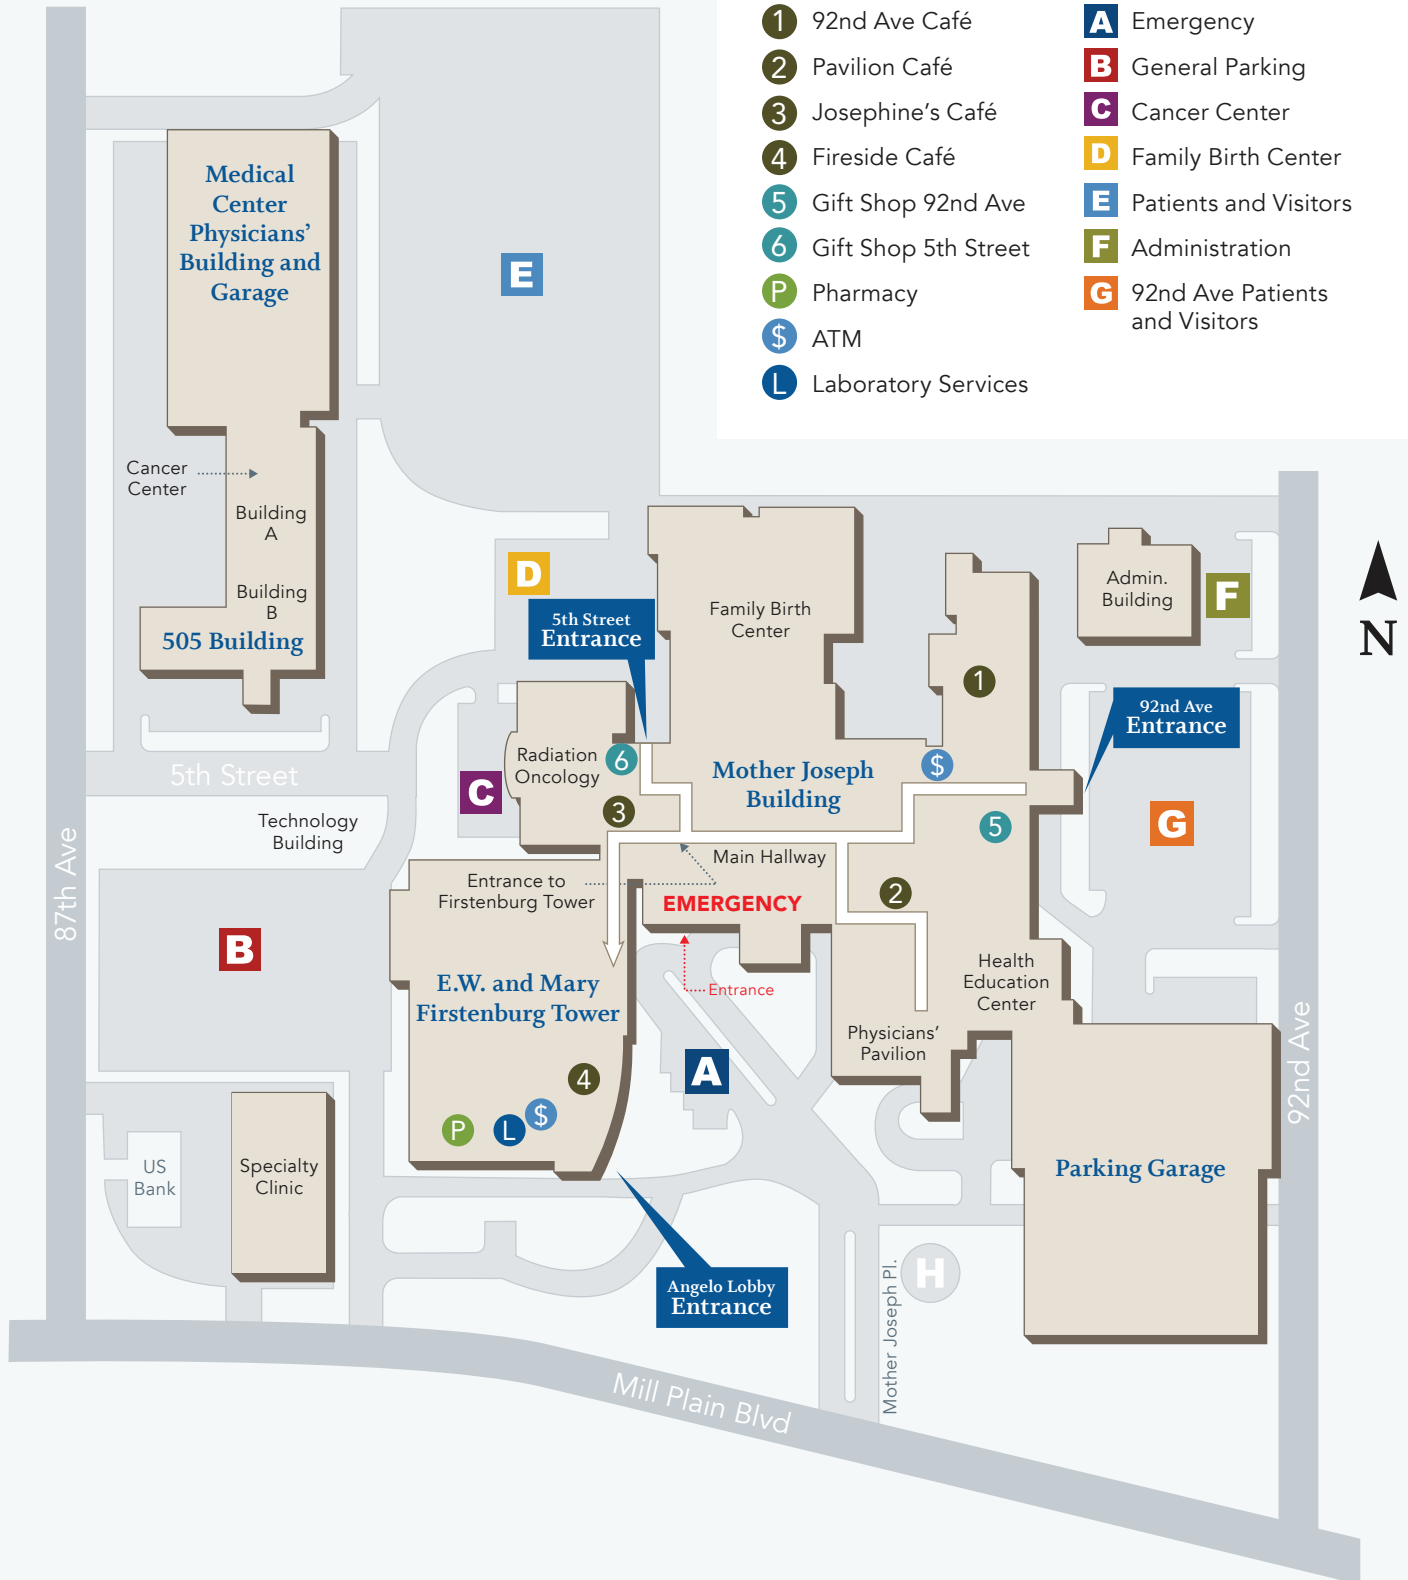 1 92nd Ave Café
2 Pavilion Café
3 Josephine's Café
4 Fireside Café
5 Gift Shop 92nd Ave
6 Gift Shop 5th Street
P Pharmacy
$ ATM
L Laboratory Services
A Emergency
B General Parking
C Cancer Center
D Family Birth Center
E Patients and Visitors
F Administration
G 92nd Ave Patients
and Visitors
Medical
Center
Physicians'
Building and
Garage
E
Cancer
Center
Building
A
Building
B
505 Building
D
5th Street
Entrance
Family Birth
Center
Admin.
Building
F
N
1
92nd Ave
Entrance
5th Street
Radiation
Oncology
6
C
3
Mother Joseph
Building
$
5
G
Technology
Building
87th Ave
Main Hallway
Entrance to
Firstenburg Tower
EMERGENCY
2
B
E.W. and Mary
Firstenburg Tower
Entrance
Health
Education
Center
Physicians'
Pavilion
A
4
P
L
$
92nd Ave
US
Bank
Specialty
Clinic
Parking Garage
Angelo Lobby
Entrance
H
Mother Joseph Pl.
Mill Plain Blvd